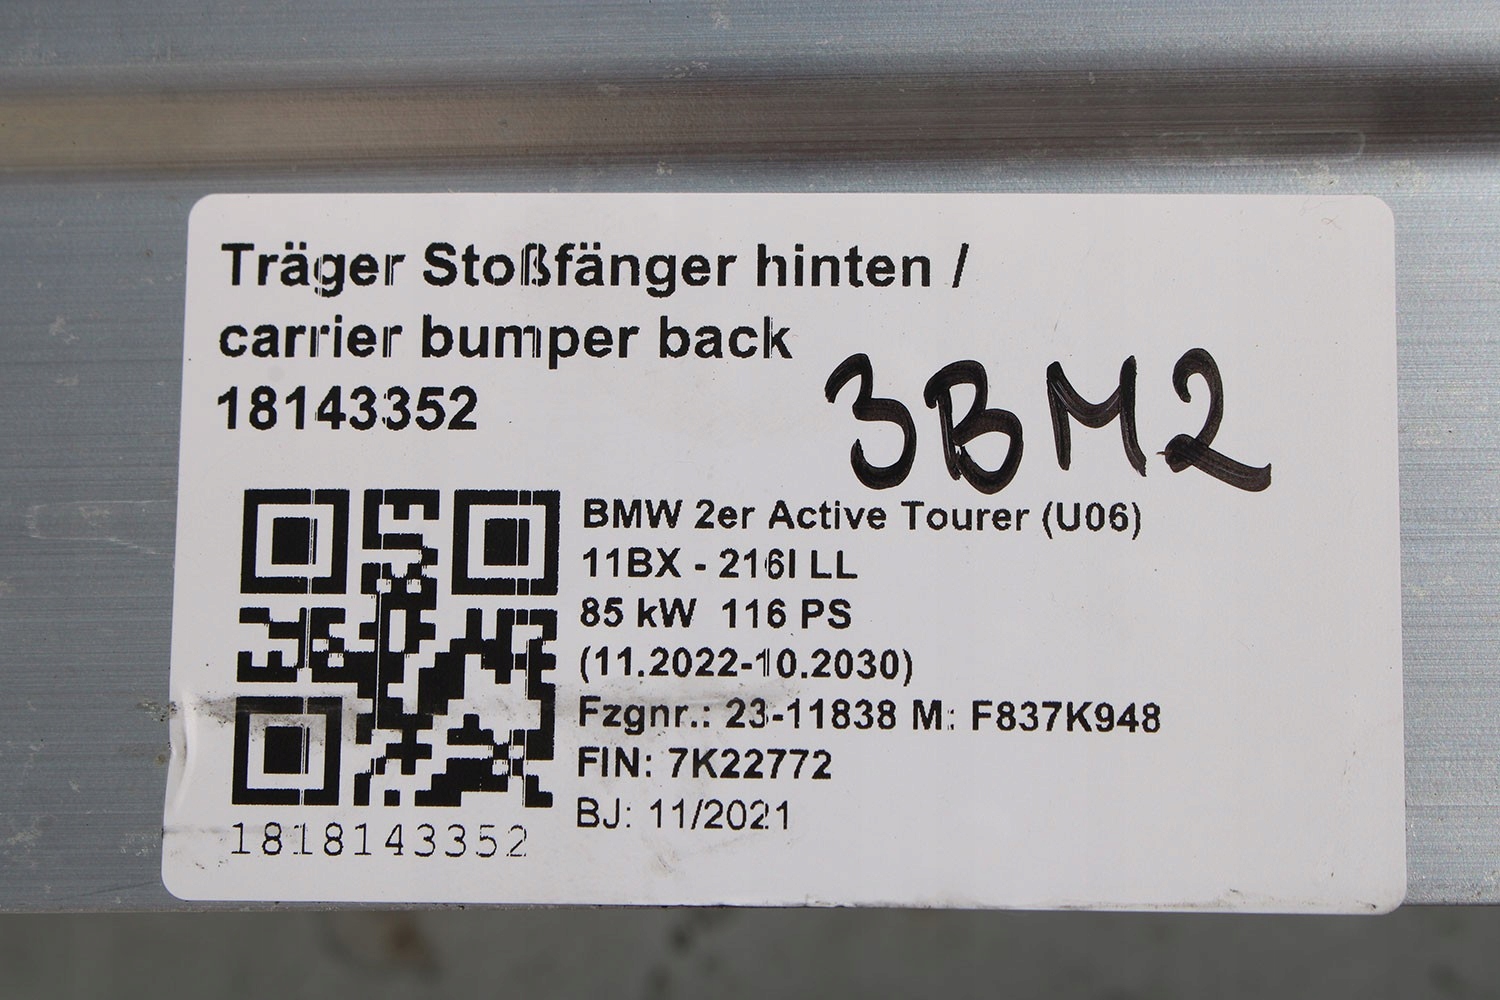 Träger Stoßfänger hinten /
carrier bumper back
18143352
3BM2
BMW 2er Active Tourer (U06)
11BX - 216I LL
85 kW 116 PS
(11.2022-10.2030)
Fzgnr.: 23-11838 M: F837K948
FIN: 7K22772
BJ: 11/2021
1818143352